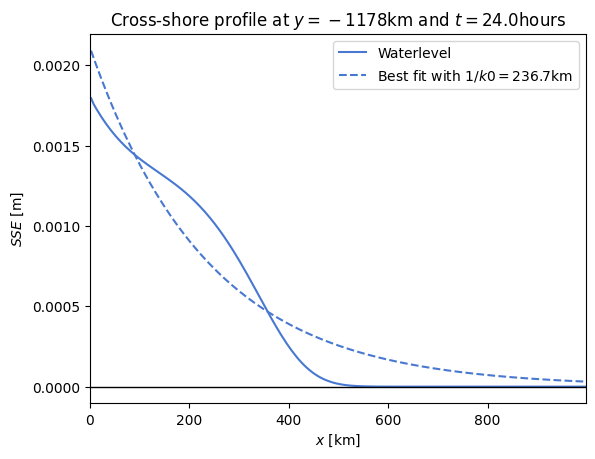 Cross-shore profile at y = −1178km and t = 24.0hours
Waterlevel
Best fit with 1/k0 = 236.7km
0.0020
0.0015
0.0010
0.0005
0.0000
SSE [m]
0 200 400 600 800
x [km]